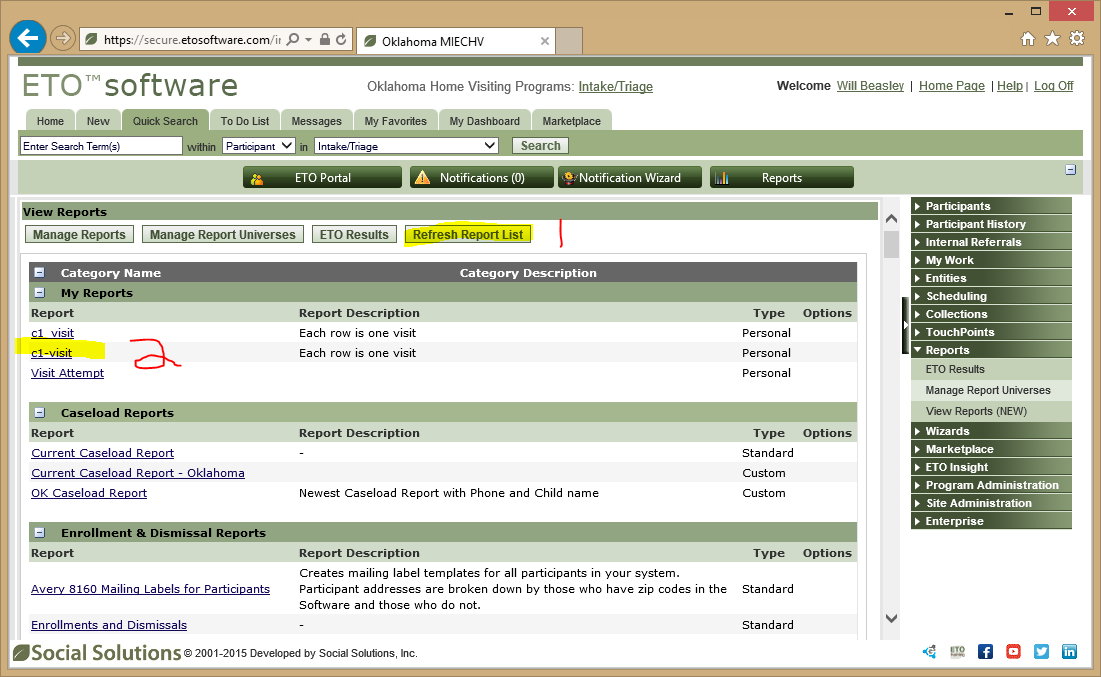 https://secure.etosoftware.com/ir
Oklahoma MIECHV
ETO™software
Oklahoma Home Visiting Programs: Intake/Triage
Welcome Will Beasley | Home Page | Help | Log Off
Home New Quick Search To Do List Messages My Favorites My Dashboard Marketplace
Enter Search Term(s) within Participant in Intake/Triage Search
ETO Portal Notifications (0) Notification Wizard Reports
View Reports
Manage Reports Manage Report Universes ETO Results Refresh Report List 1
Category Name Category Description
My Reports
Report Report Description Type Options
c1_visit Each row is one visit Personal
c1-visit Each row is one visit Personal
2
Visit Attempt Personal
Caseload Reports
Report Report Description Type Options
Current Caseload Report - Standard
Current Caseload Report - Oklahoma Custom
OK Caseload Report Newest Caseload Report with Phone and Child name Custom
Enrollment & Dismissal Reports
Report Report Description Type Options
Avery 8160 Mailing Labels for Participants Creates mailing label templates for all participants in your system.
Participant addresses are broken down by those who have zip codes in the Standard
Software and those who do not.
Enrollments and Dismissals - Standard
Participants
Participant History
Internal Referrals
My Work
Entities
Scheduling
Collections
TouchPoints
Reports
ETO Results
Manage Report Universes
View Reports (NEW)
Wizards
Marketplace
ETO Insight
Program Administration
Site Administration
Enterprise
Social Solutions © 2001-2015 Developed by Social Solutions, Inc.